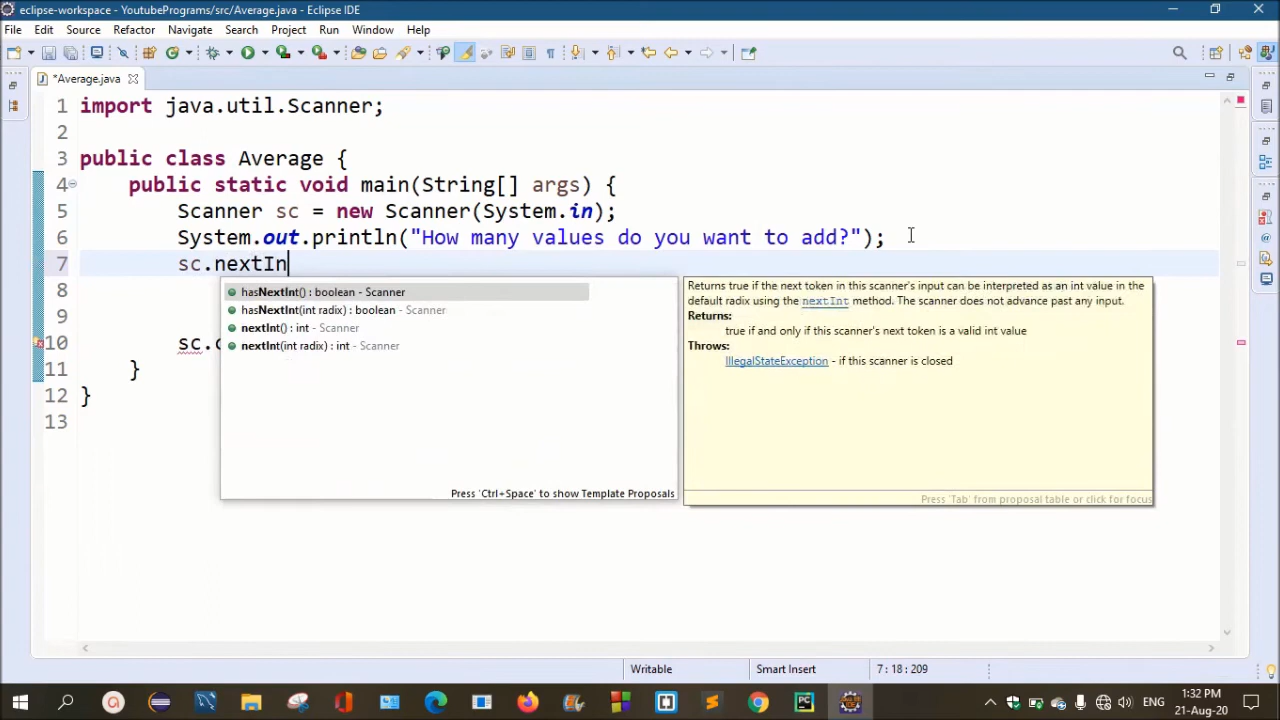 eclipse-workspace - YoutubePrograms/src/Average.java - Eclipse IDE
File Edit Source Refactor Navigate Search Project Run Window Help
*Average.java
1 import java.util.Scanner;
2
3 public class Average {
4 public static void main(String[] args) {
5 Scanner sc = new Scanner(System.in);
6 System.out.println("How many values do you want to add?");
7 sc.nextIn
8
9
10 sc.
11 }
12 }
13
hasNextInt() : boolean - Scanner
hasNextInt(int radix) : boolean - Scanner
nextInt() : int - Scanner
nextInt(int radix) : int - Scanner
Press 'Ctrl+Space' to show Template Proposals
Returns true if the next token in this scanner's input can be interpreted as an int value in the
default radix using the nextInt method. The scanner does not advance past any input.
Returns:
true if and only if this scanner's next token is a valid int value
Throws:
IllegalStateException - if this scanner is closed
Press 'Tab' from proposal table or click for focus
Writable Smart Insert 7 : 18 : 209
ENG 1:32 PM
21-Aug-20